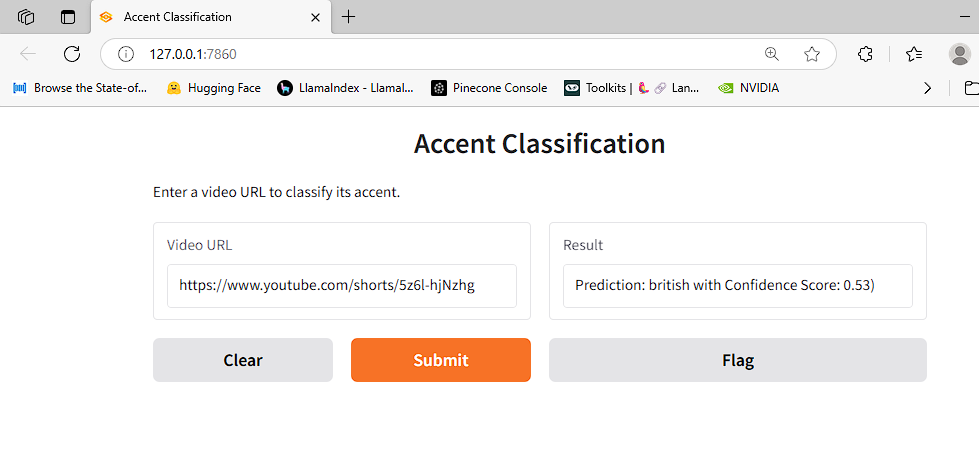 Accent Classification
127.0.0.1:7860
Browse the State-of... Hugging Face LlamaIndex - Llamal... Pinecone Console Toolkits | 🦜🔗 Lan... NVIDIA
Accent Classification
Enter a video URL to classify its accent.
Video URL Result
https://www.youtube.com/shorts/5z6l-hjNzhg Prediction: british with Confidence Score: 0.53)
Clear Submit Flag